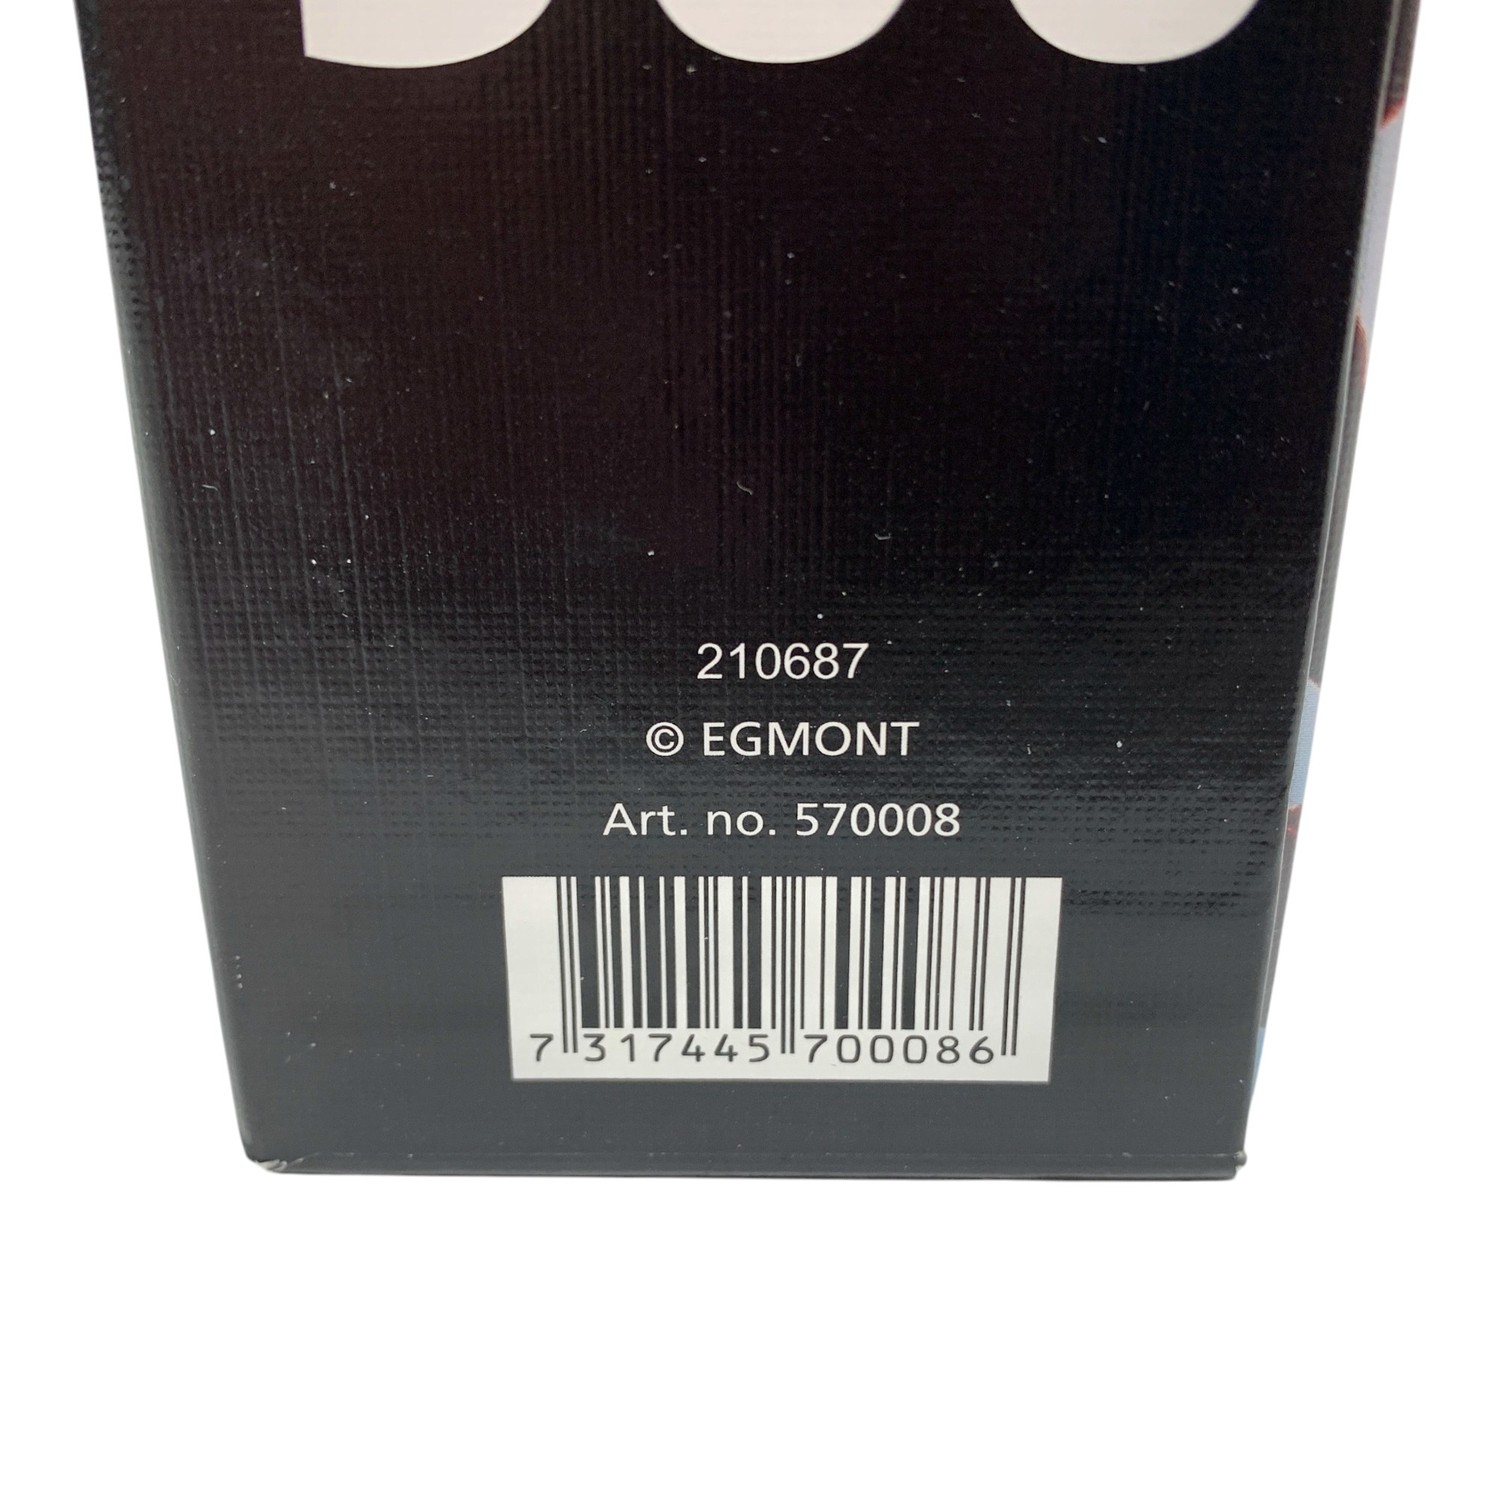 210687
© EGMONT
Art. no. 570008
7 317445 700086